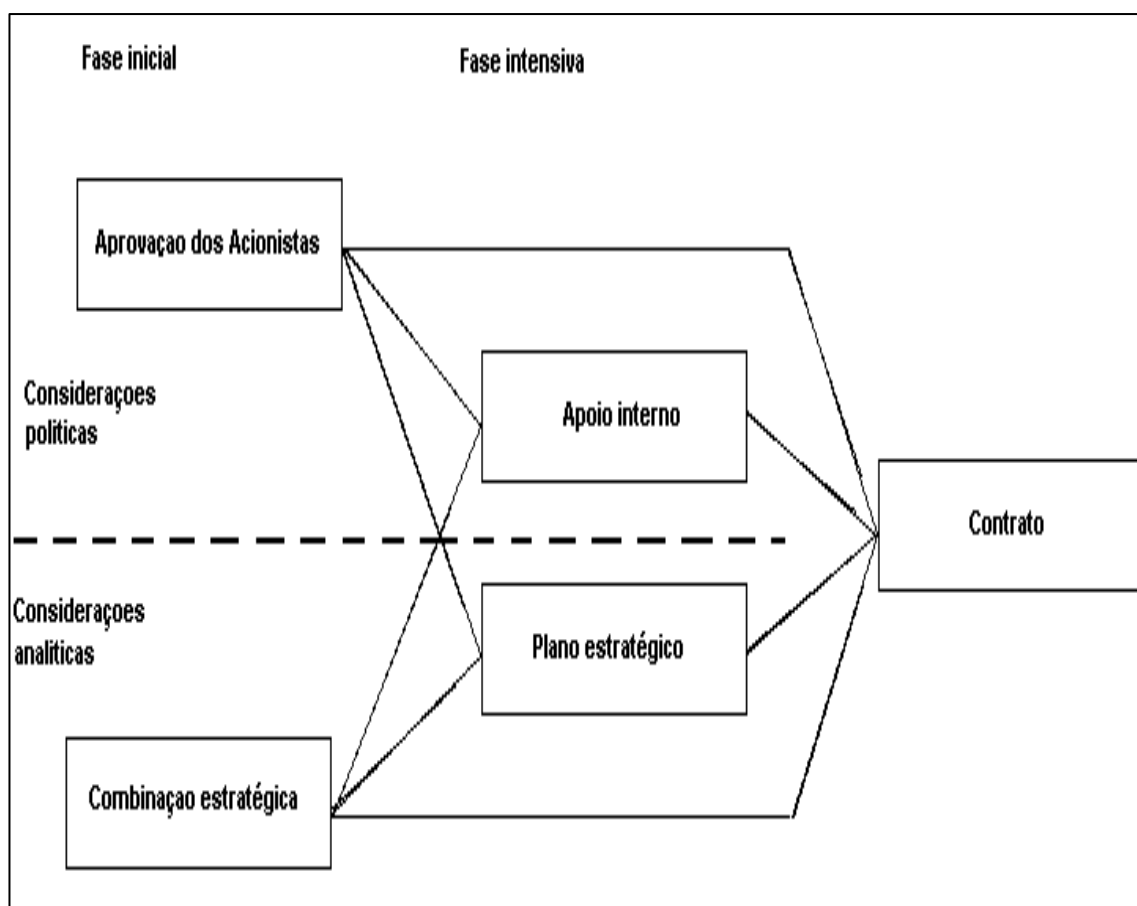 Fase inicial
Fase intensiva
Aprovaçao dos Acionistas
Consideraçoes
politicas
Apoio interno
Contrato
Consideraçoes
analiticas
Plano estratégico
Combinaçao estratégica